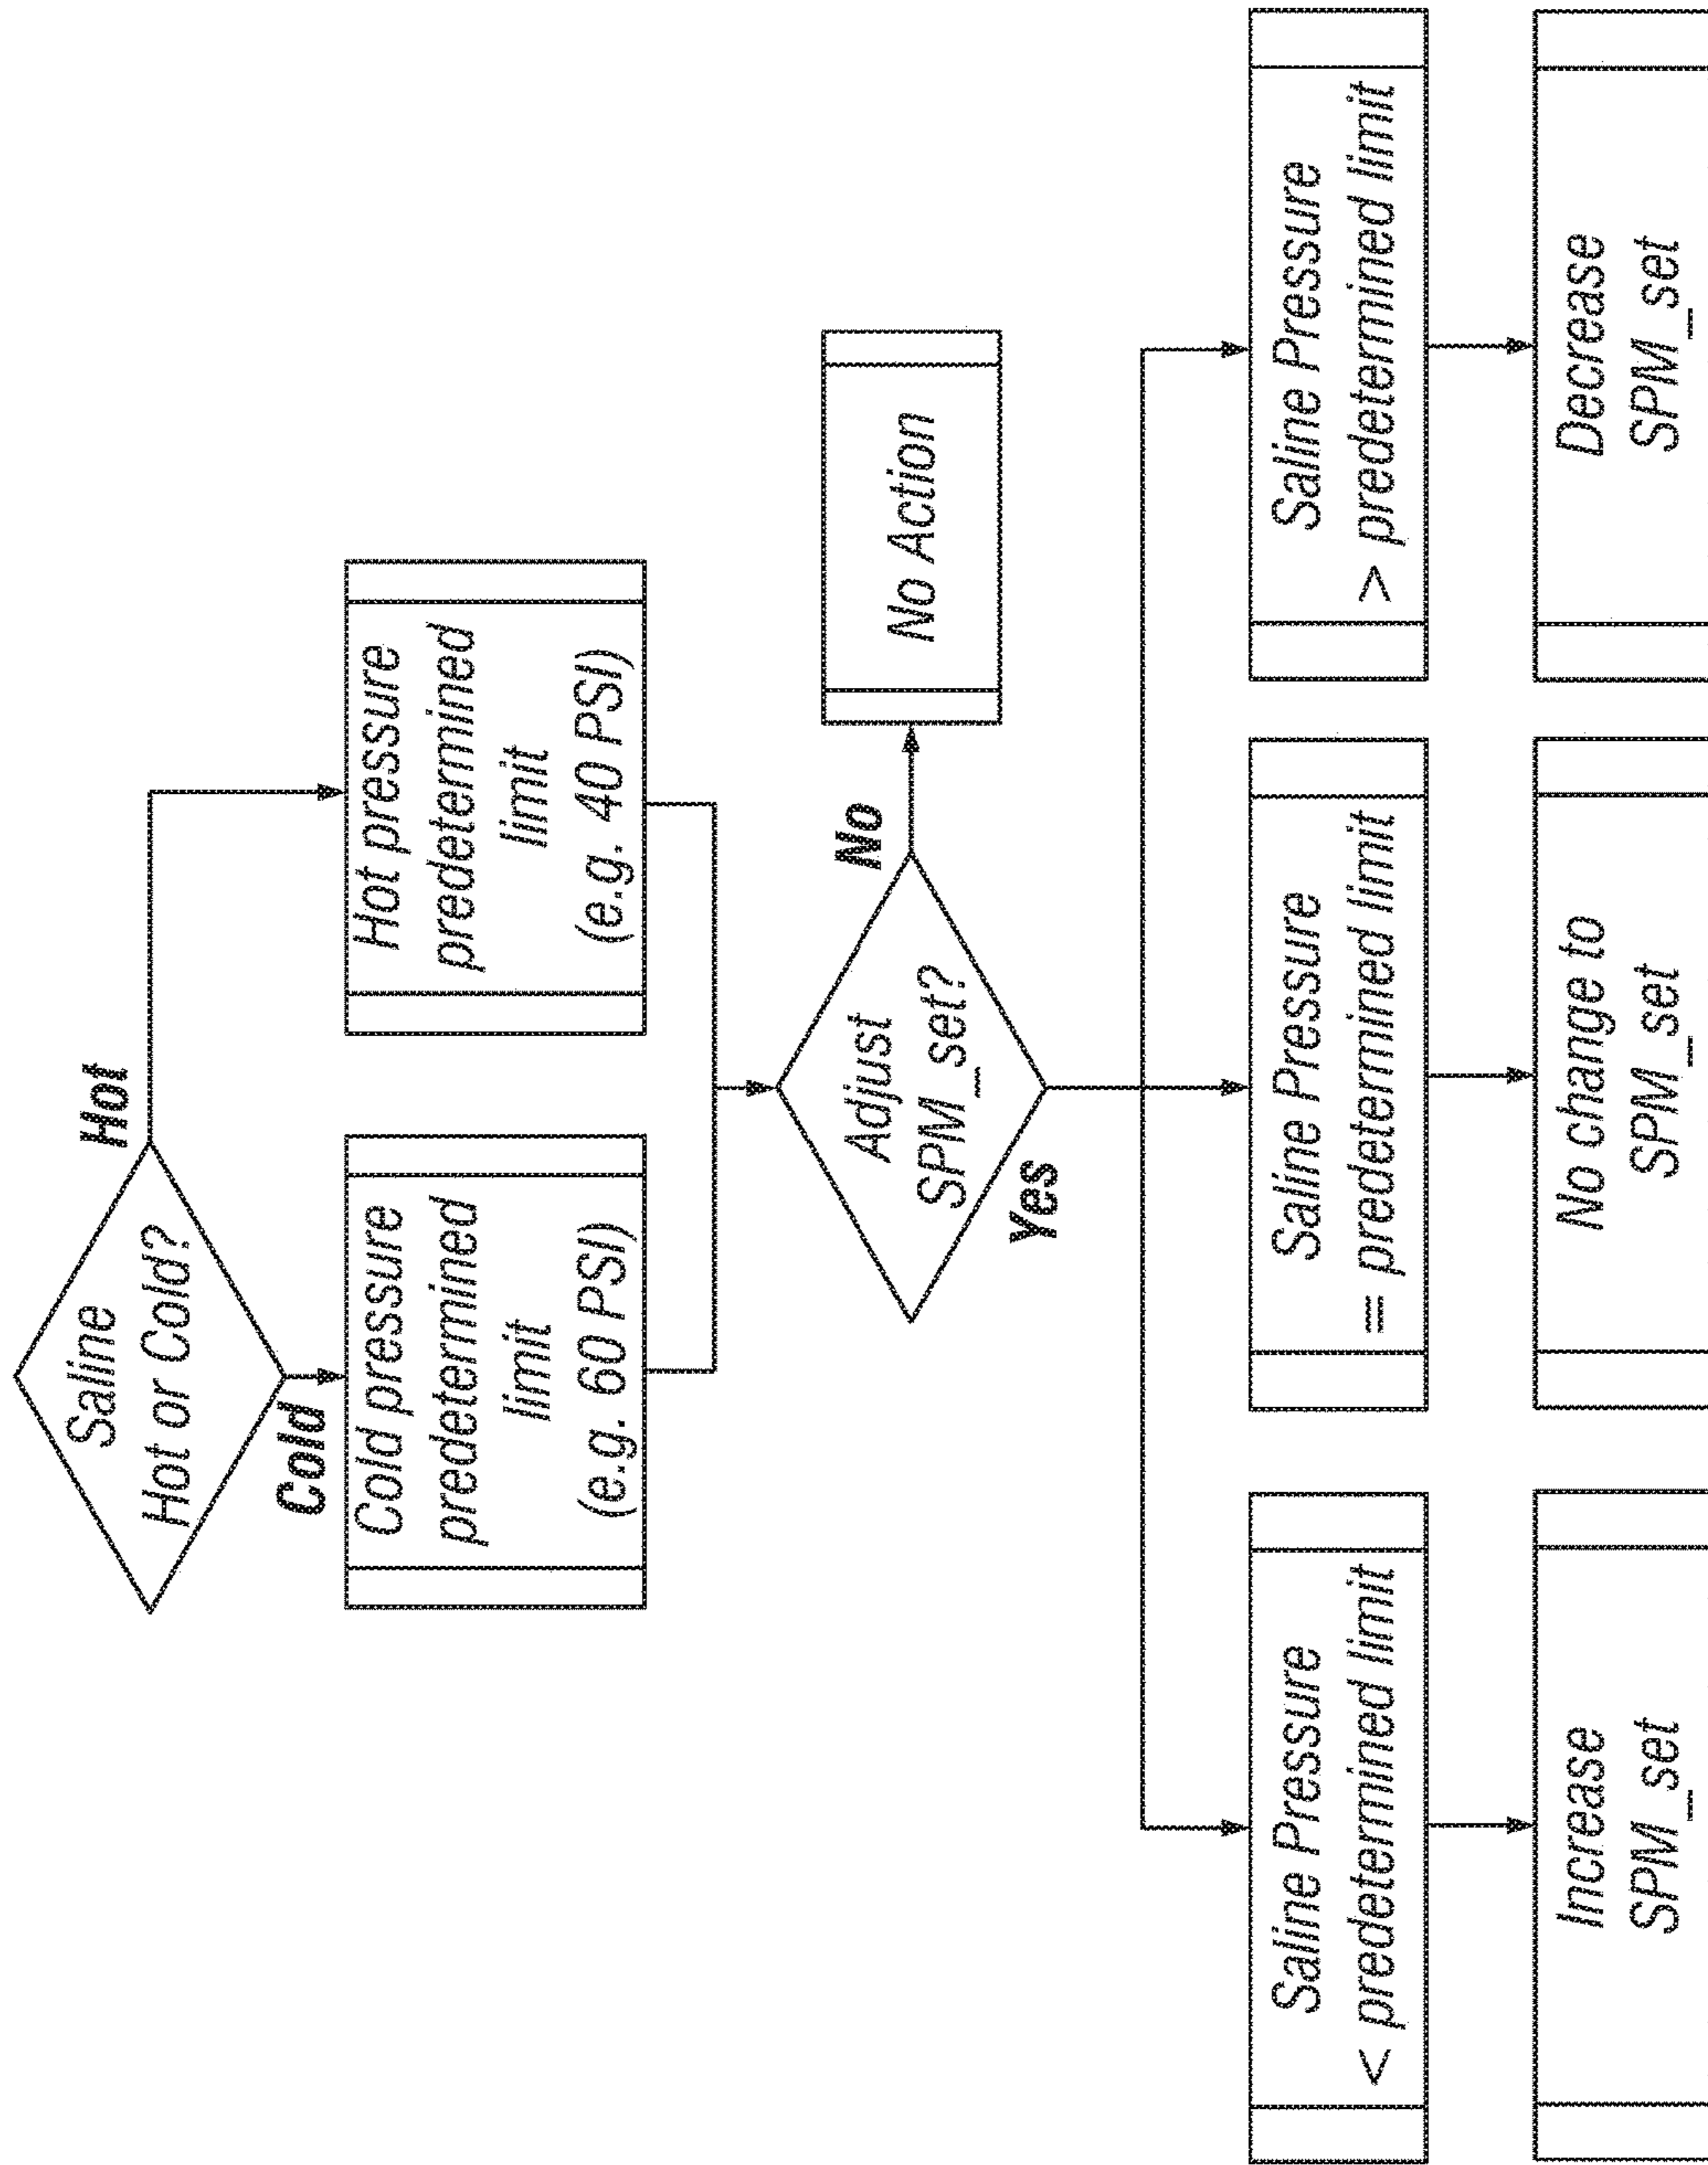 Saline
Hot or Cold?
Hot
Cold
Cold pressure
predetermined
limit
(e.g. 60 PSI)
Hot pressure
predetermined
limit
(e.g. 40 PSI)
Adjust
SPM_set?
No
No Action
Yes
Saline Pressure
< predetermined limit
Saline Pressure
= predetermined limit
Saline Pressure
> predetermined limit
Increase
SPM_set
No change to
SPM_set
Decrease
SPM_set